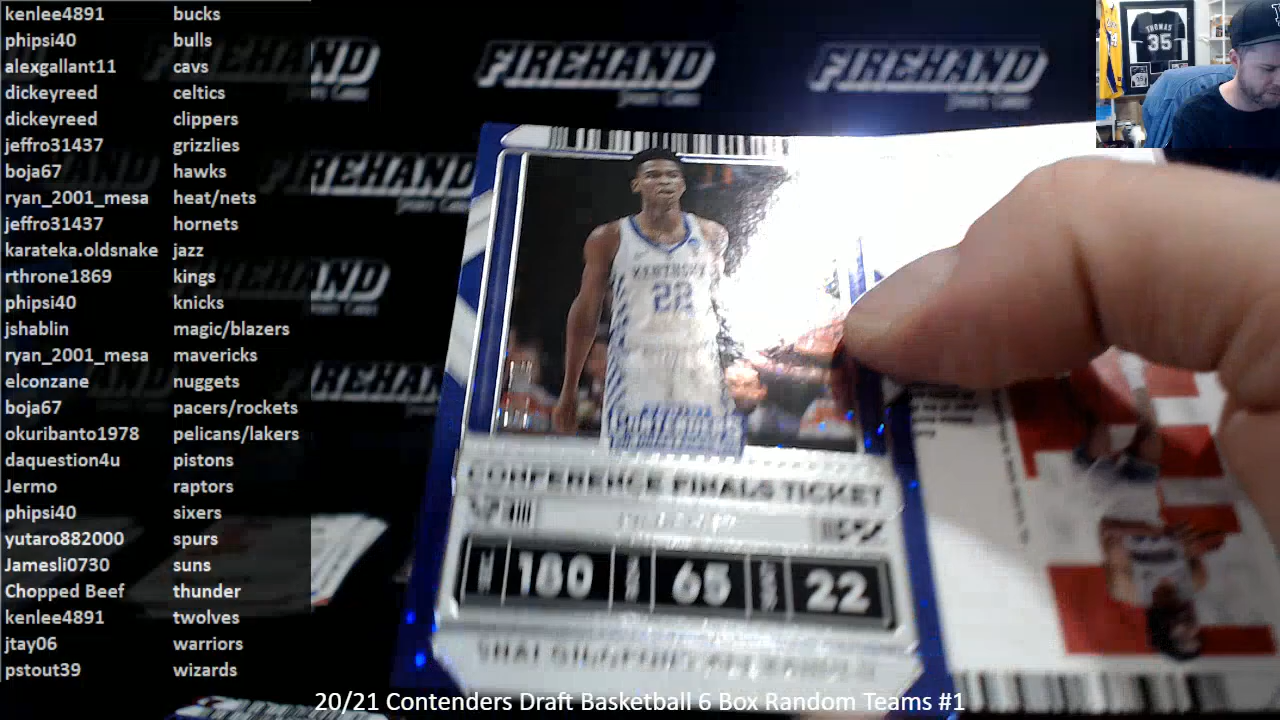 kenlee4891 bucks
phipsi40 bulls
alexgallant11 cavs
dickeyreed celtics
dickeyreed clippers
jeffro31437 grizzlies
boja67 hawks
ryan_2001_mesa heat/nets
jeffro31437 hornets
karateka.oldsnake jazz
rthrone1869 kings
phipsi40 knicks
jshablin magic/blazers
ryan_2001_mesa mavericks
elconzane nuggets
boja67 pacers/rockets
okuribanto1978 pelicans/lakers
daquestion4u pistons
Jermo raptors
phipsi40 sixers
yutaro882000 spurs
Jamesli0730 suns
Chopped Beef thunder
kenlee4891 twolves
jtay06 warriors
pstout39 wizards
FIREHAND FIREHAND
FIREHAND
THOMAS
35
KENTUCKY
22
CONFERENCE FINALS TICKET
180 65 22
20/21 Contenders Draft Basketball 6 Box Random Teams #1